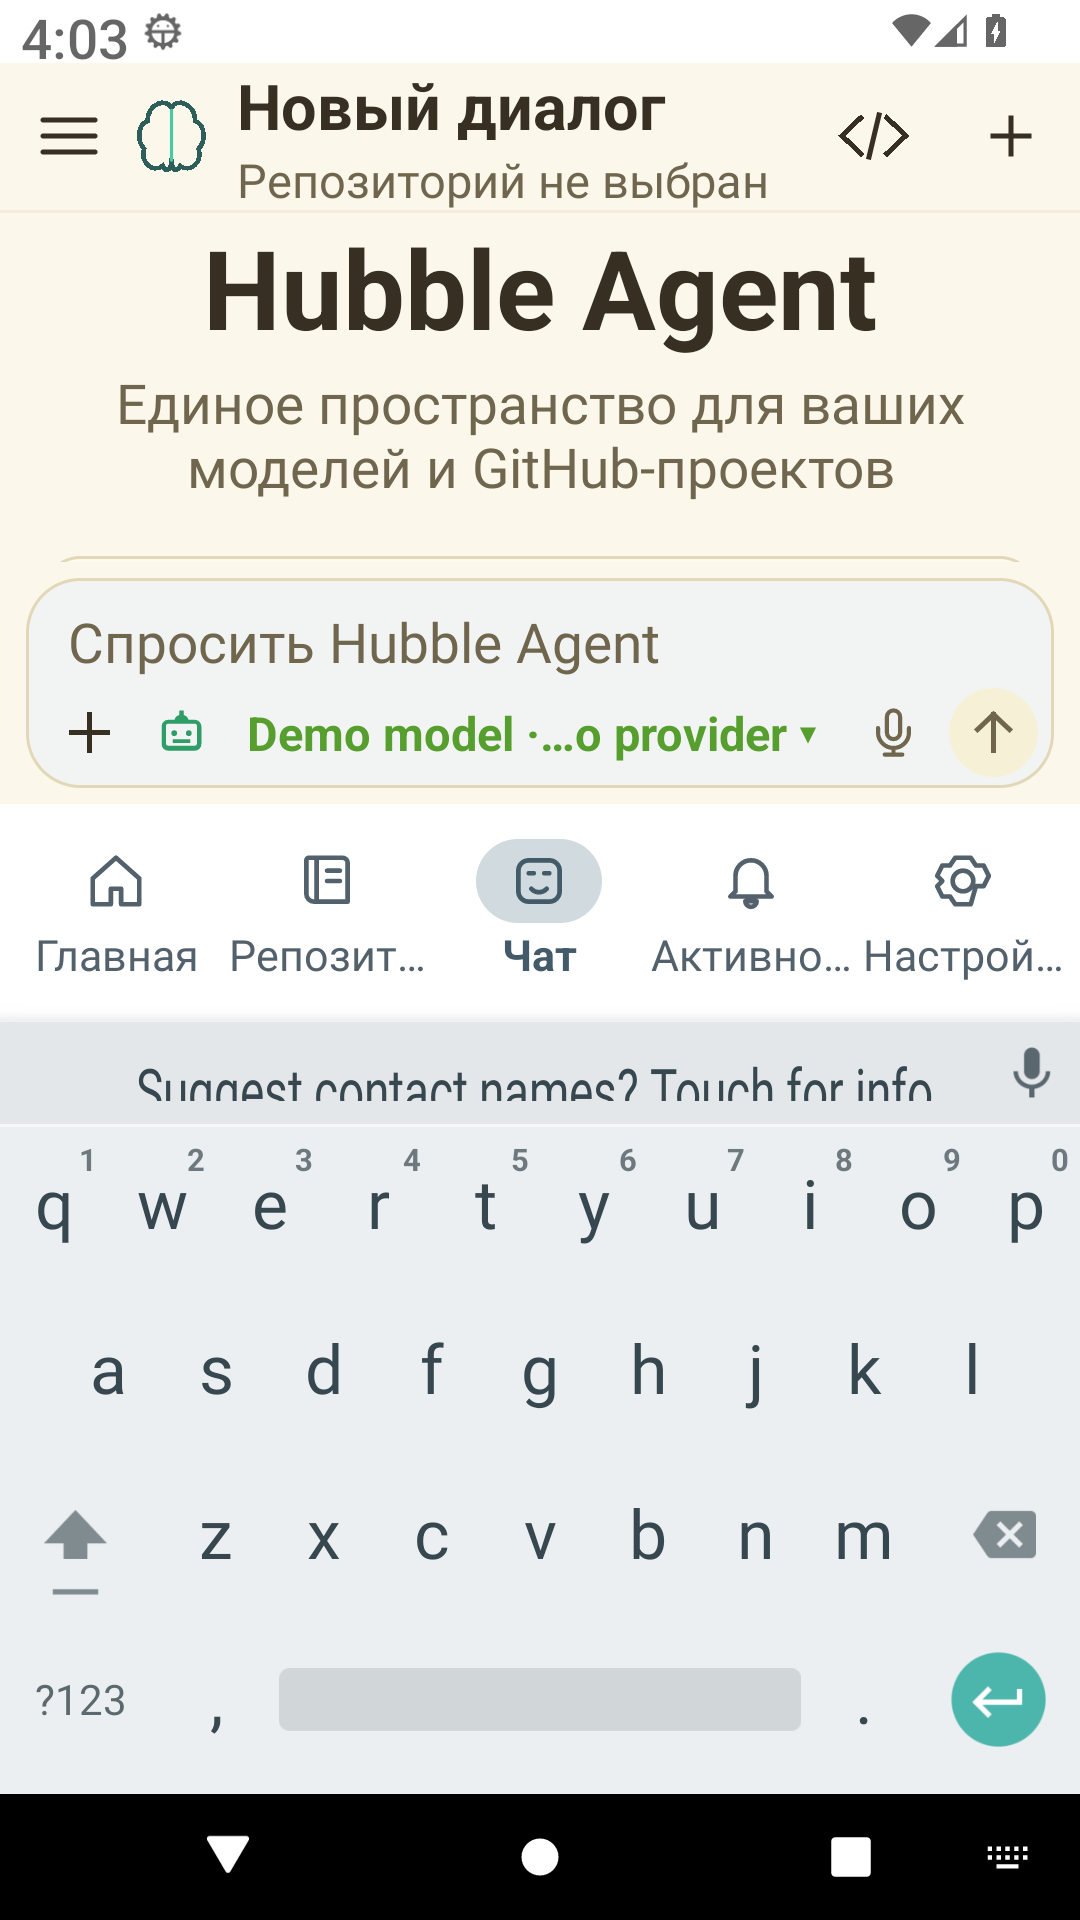 4:03
Новый диалог
Репозиторий не выбран
Hubble Agent
Единое пространство для ваших
моделей и GitHub-проектов
Спросить Hubble Agent
Demo model ·…o provider ▾
Главная Репозит… Чат Активно… Настрой…
Suggest contact names? Touch for info.
1 2 3 4 5 6 7 8 9 0
q w e r t y u i o p
a s d f g h j k l
z x c v b n m
?123 , .